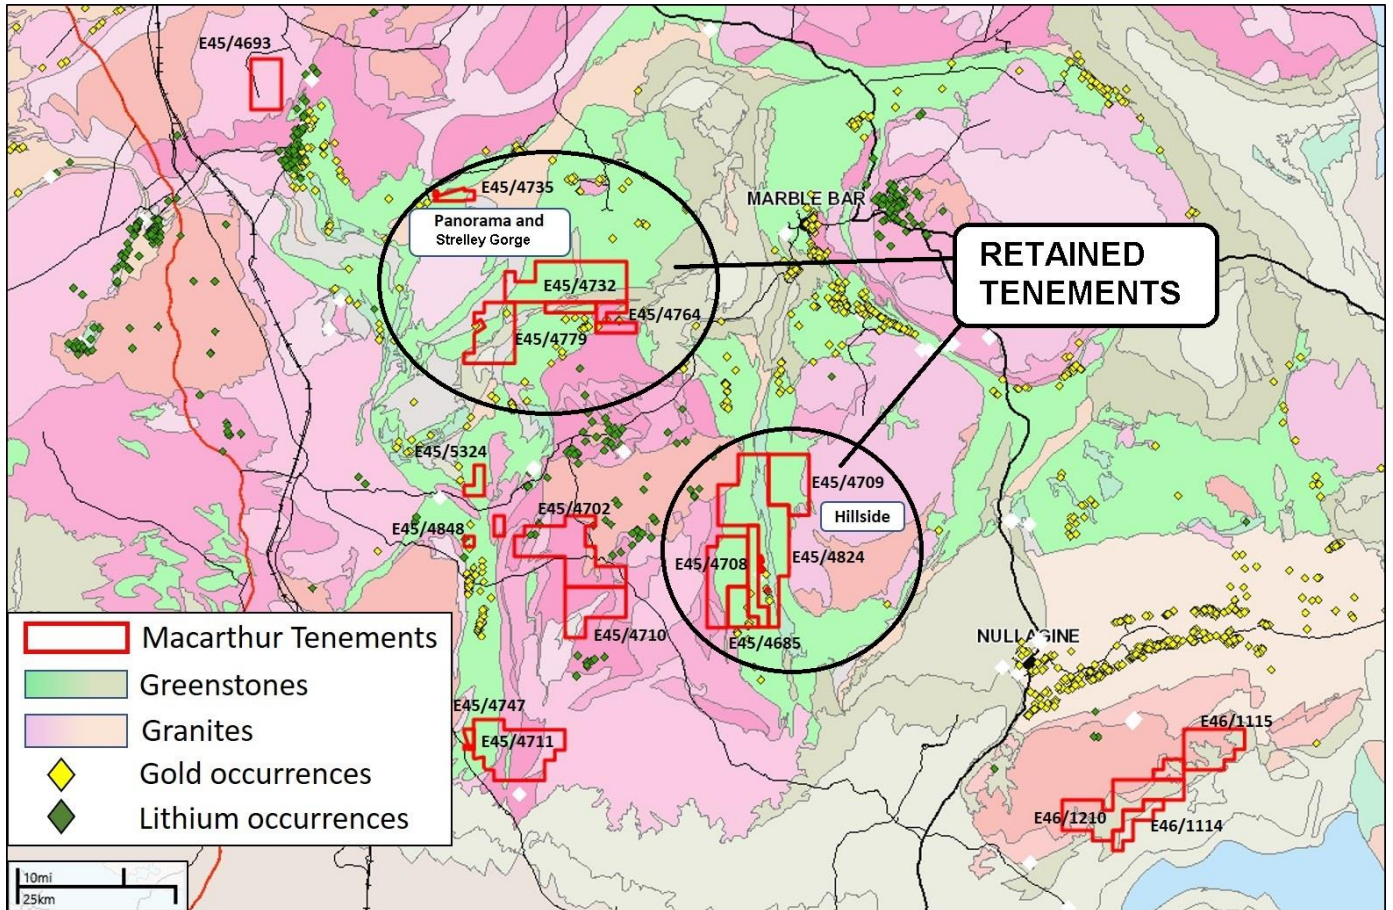 E45/4693
E45/4735
Panorama and
Strelley Gorge
MARBLE BAR
RETAINED
TENEMENTS
E45/4732
E45/4764
E45/4779
E45/5324
E45/4709
E45/4702
Hillside
E45/4848
E45/4708
E45/4824
E45/4710
E45/4685
NULLAGINE
Macarthur Tenements
Greenstones
Granites
Gold occurrences
Lithium occurrences
E45/4747
E45/4711
E46/1115
E46/1210
E46/1114
10mi
25km